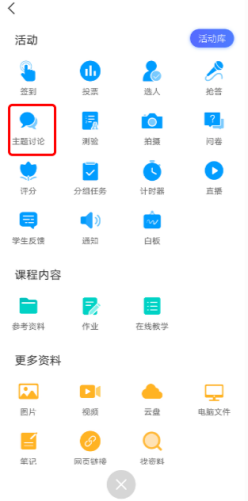 活动
活动库
签到 投票 选人 抢答
主题讨论 测验 拍摄 问卷
评分 分组任务 计时器 直播
学生反馈 通知 白板
课程内容
参考资料 作业 在线教学
更多资料
图片 视频 云盘 电脑文件
笔记 网页链接 找资料